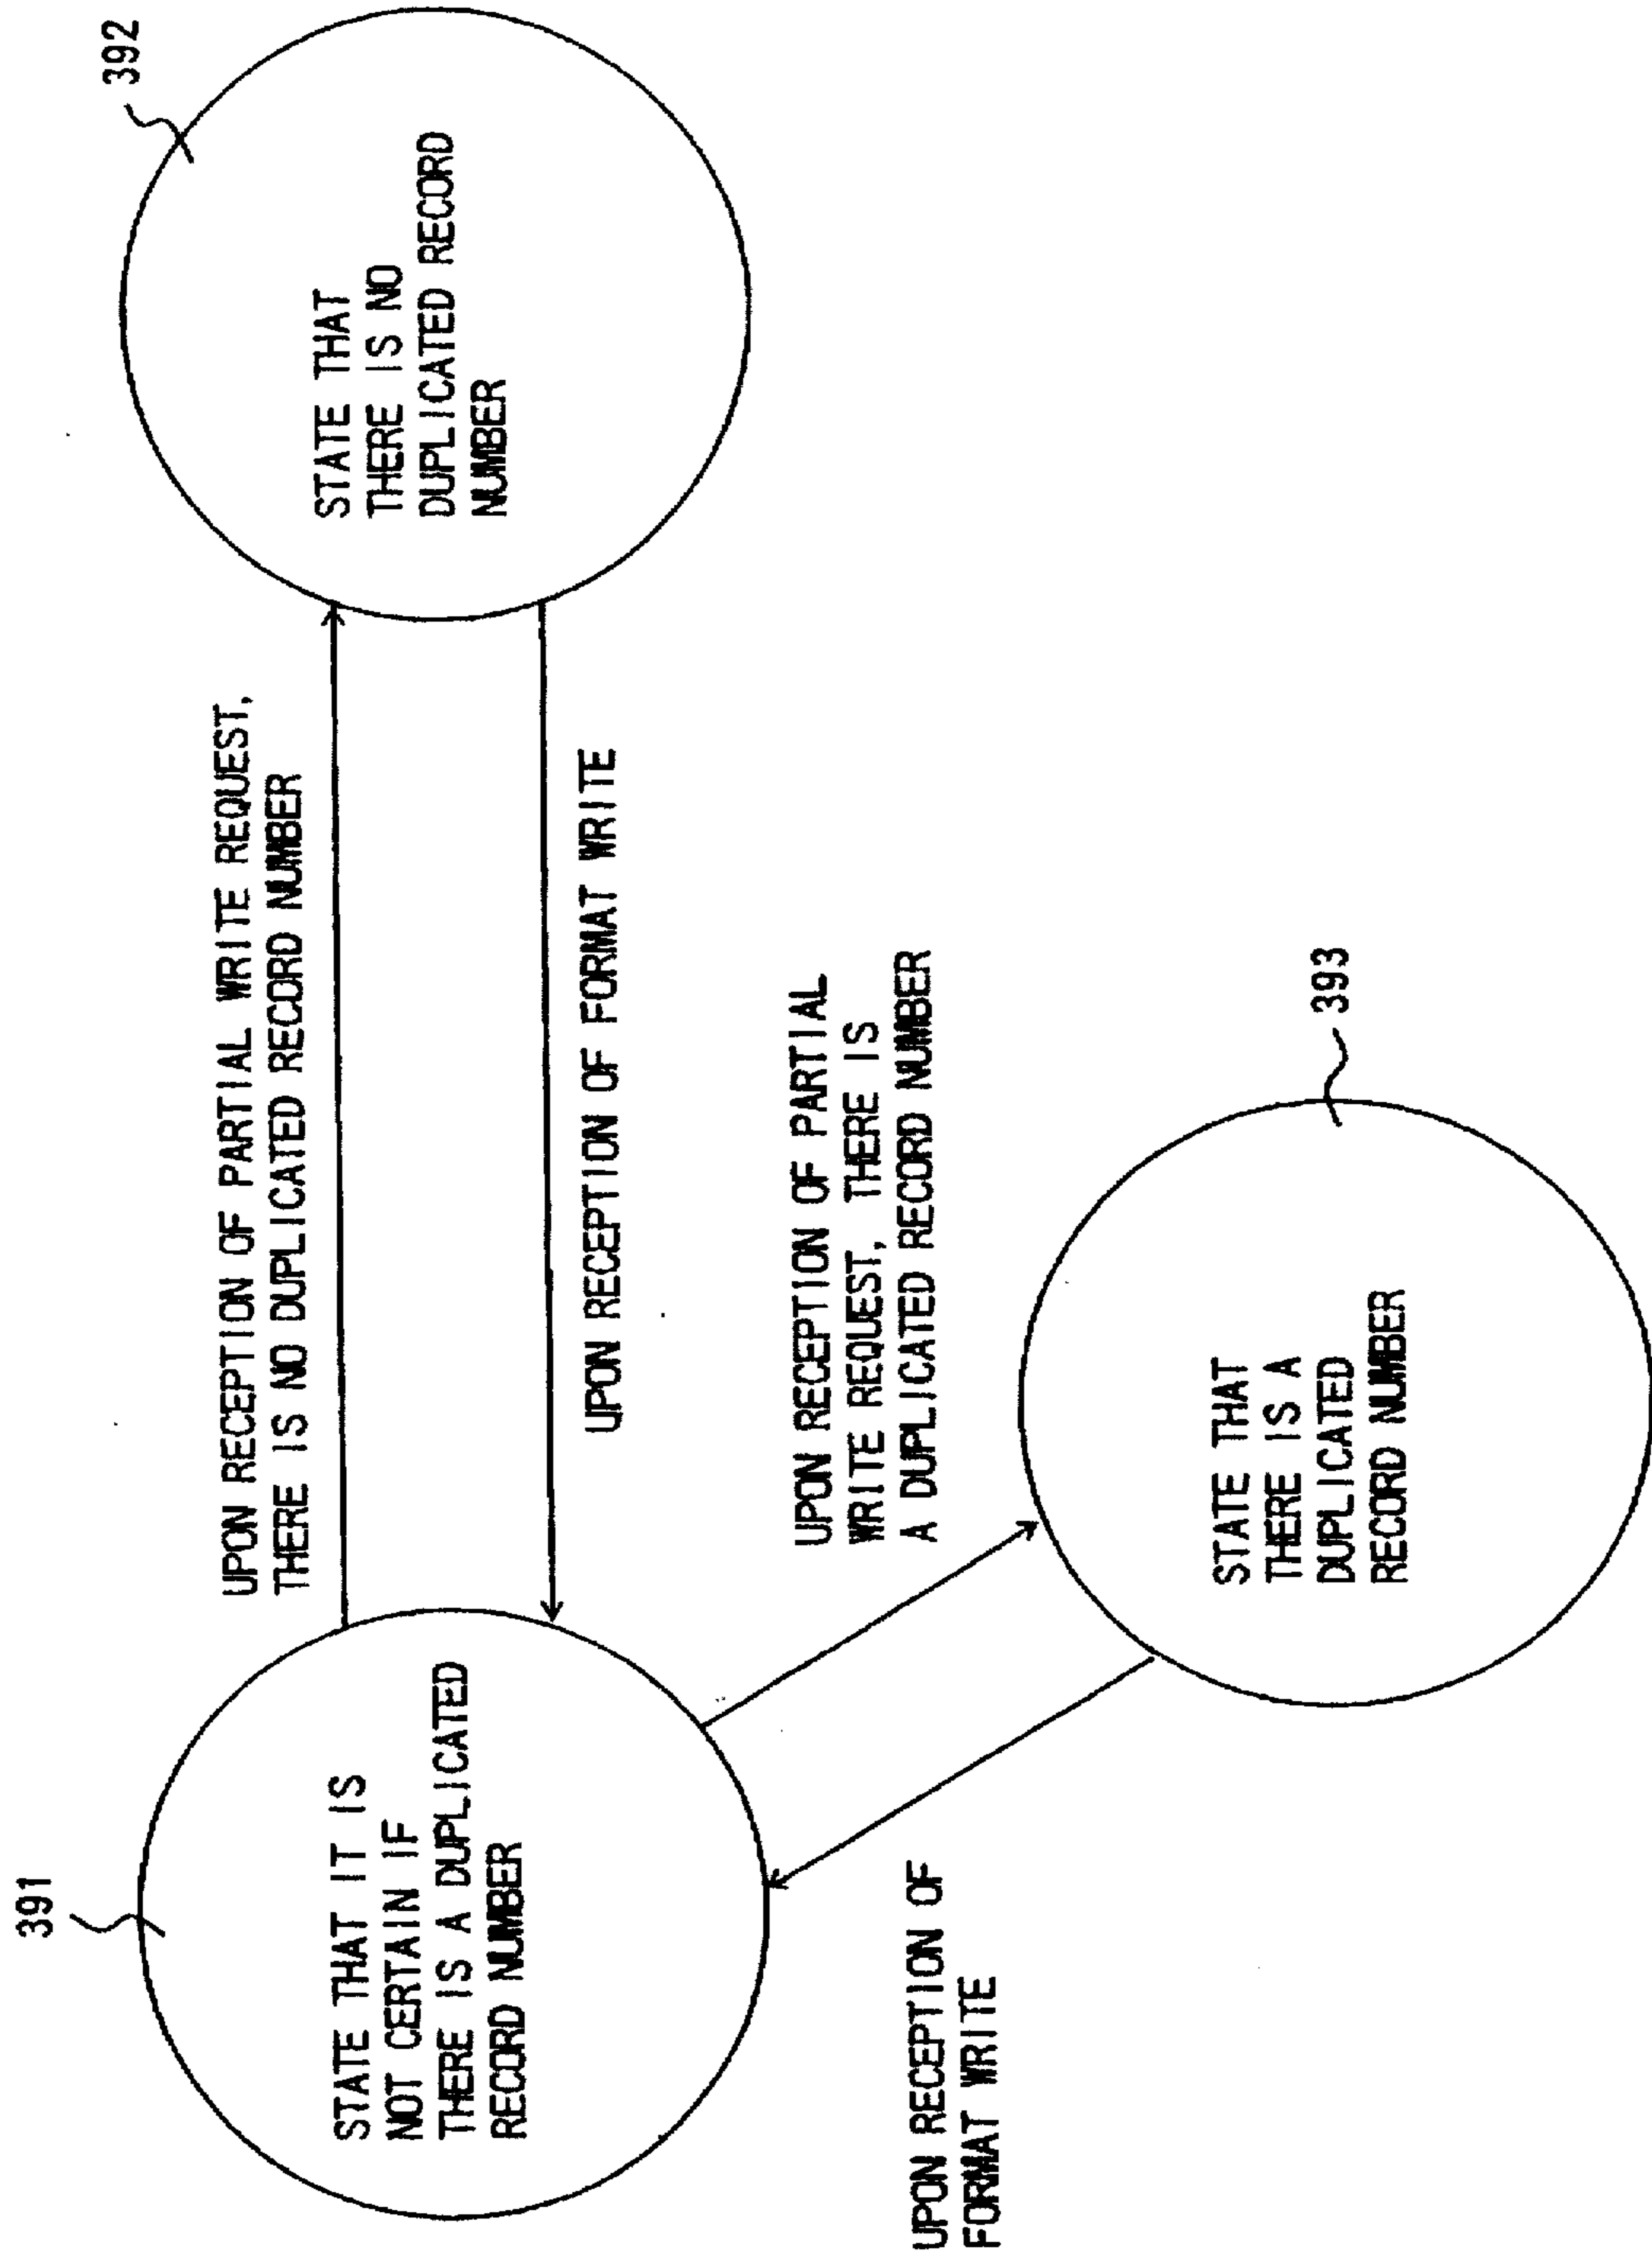 391
STATE THAT IT IS
NOT CERTAIN IF
THERE IS A DUPLICATED
RECORD NUMBER
UPON RECEPTION OF PARTIAL WRITE REQUEST,
THERE IS NO DUPLICATED RECORD NUMBER
392
STATE THAT
THERE IS NO
DUPLICATED RECORD
NUMBER
UPON RECEPTION OF FORMAT WRITE
UPON RECEPTION OF PARTIAL
WRITE REQUEST, THERE IS
A DUPLICATED RECORD NUMBER
UPON RECEPTION OF
FORMAT WRITE
393
STATE THAT
THERE IS A
DUPLICATED
RECORD NUMBER